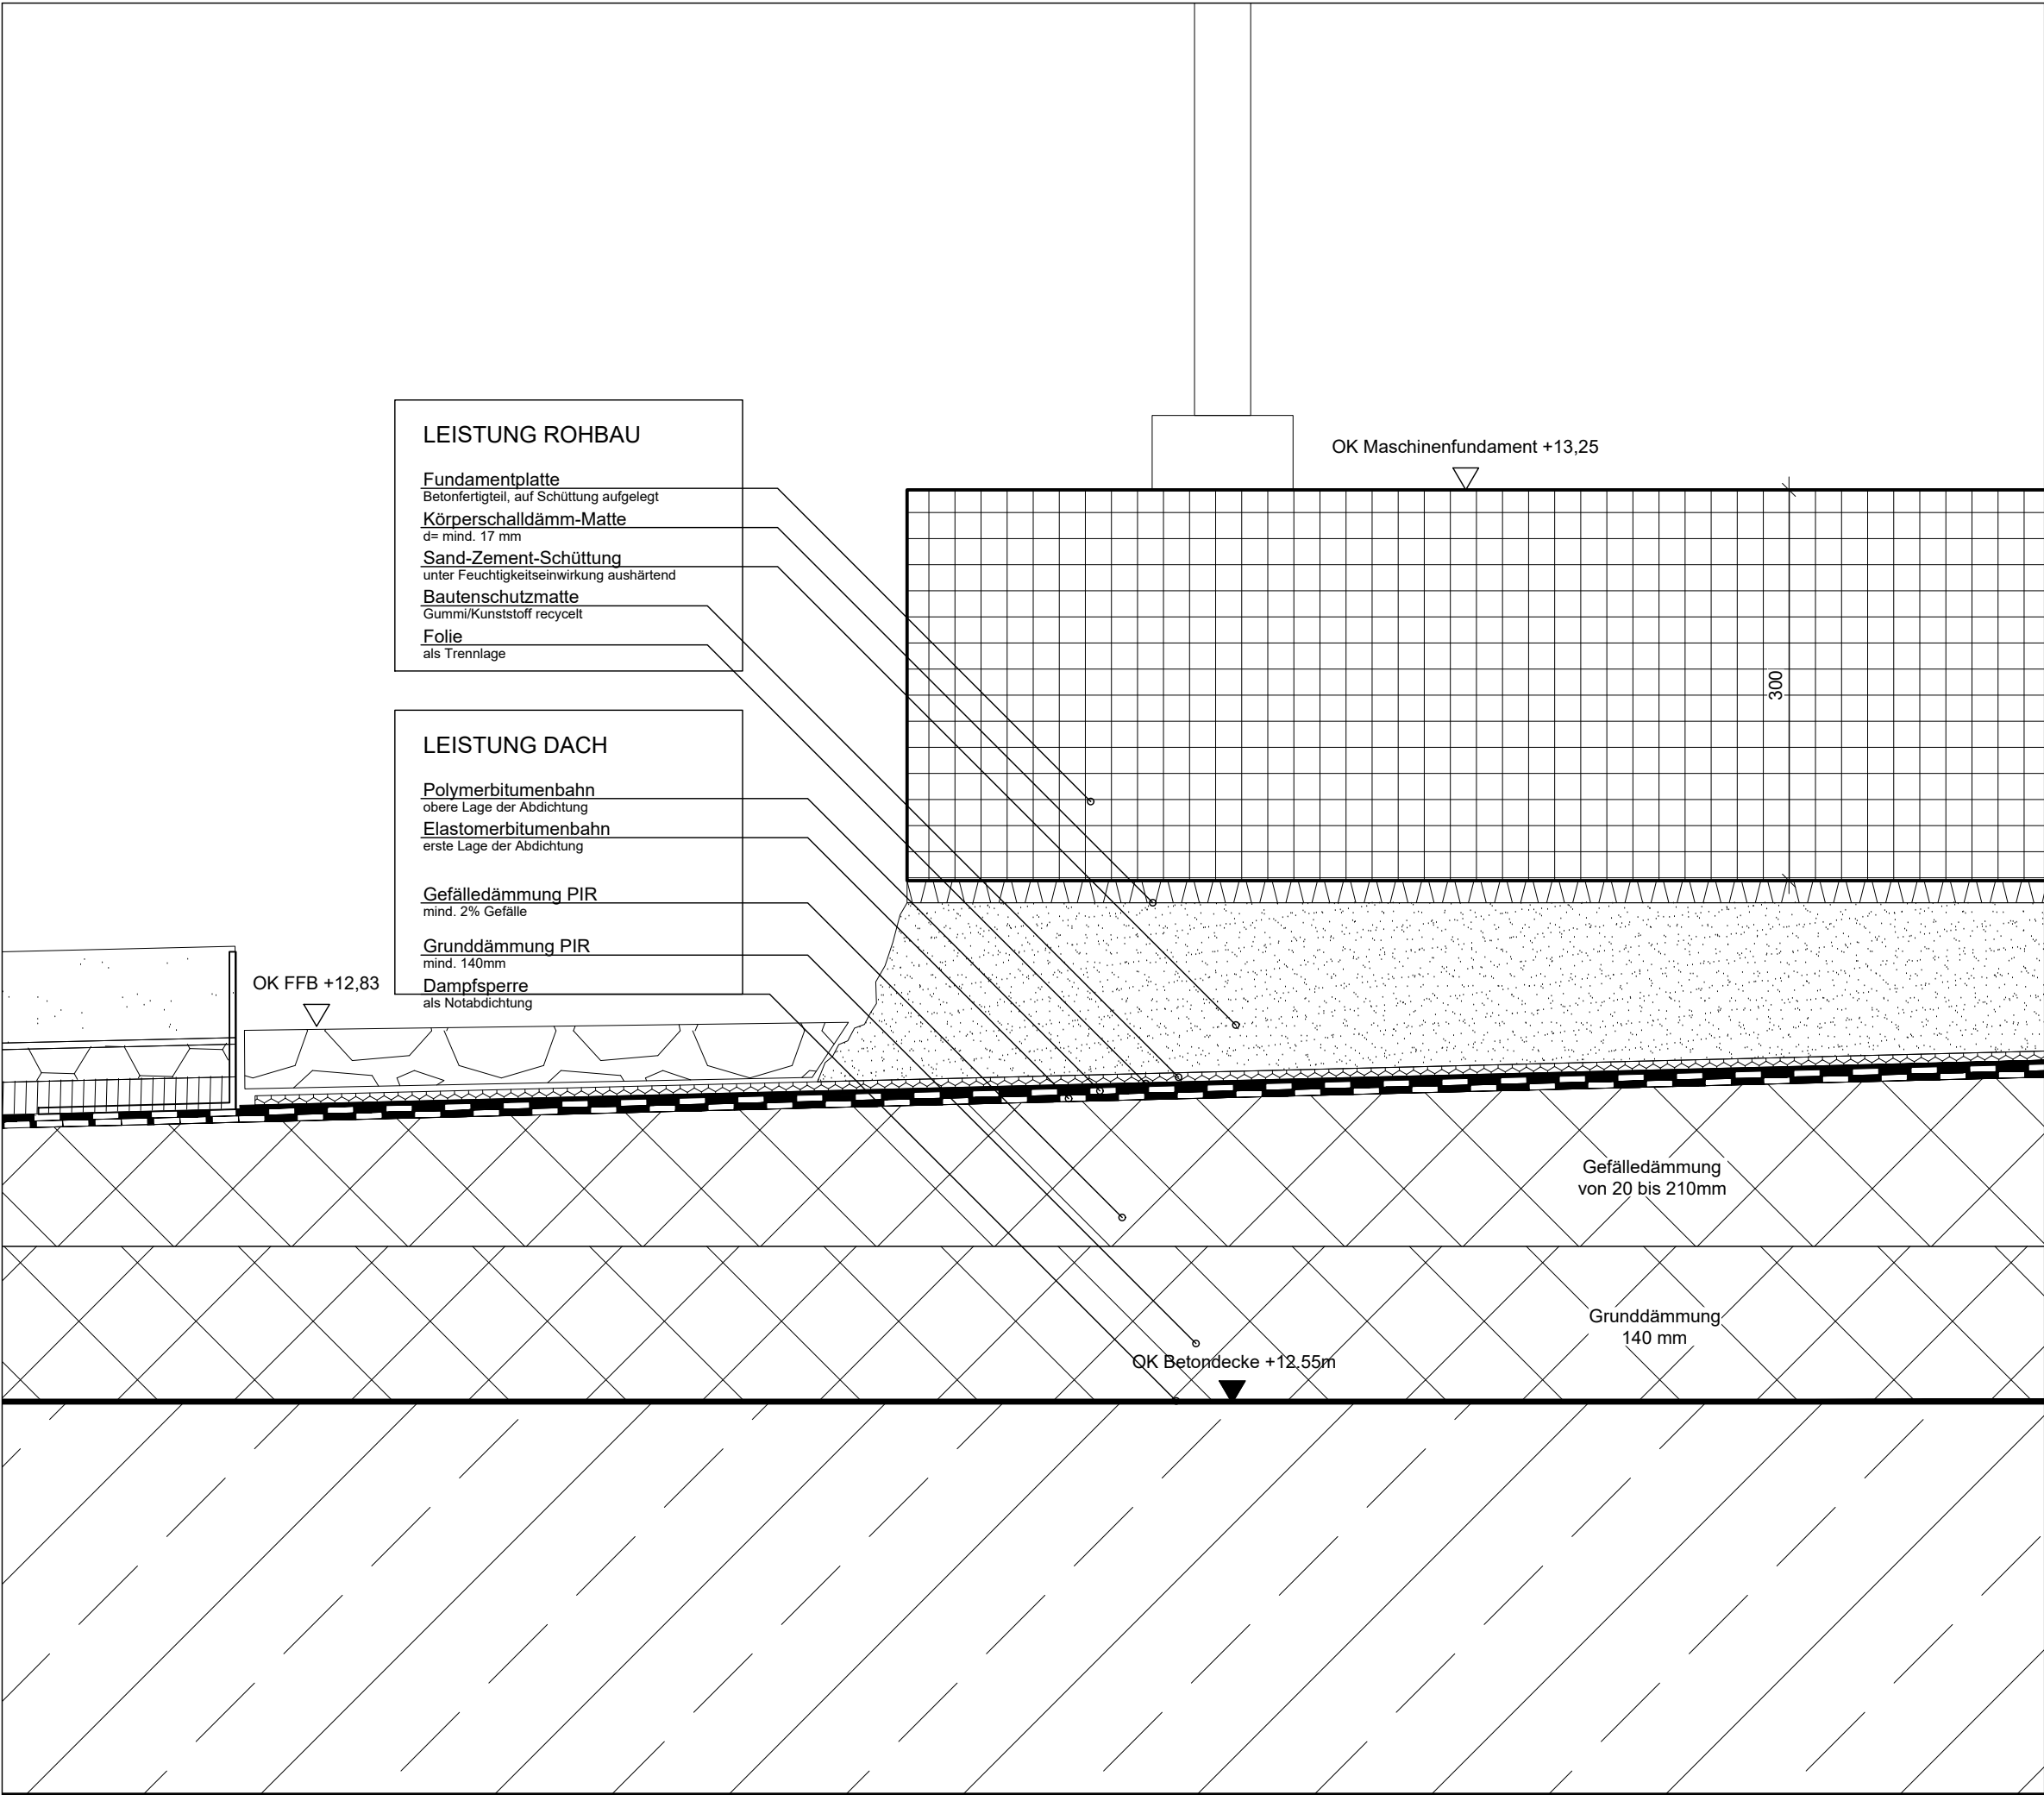 LEISTUNG ROHBAU
Fundamentplatte
Betonfertigteil, auf Schüttung aufgelegt
Körperschalldämm-Matte
d= mind. 17 mm
Sand-Zement-Schüttung
unter Feuchtigkeitseinwirkung aushärtend
Bautenschutzmatte
Gummi/Kunststoff recycelt
Folie
als Trennlage
LEISTUNG DACH
Polymerbitumenbahn
obere Lage der Abdichtung
Elastomerbitumenbahn
erste Lage der Abdichtung
Gefälledämmung PIR
mind. 2% Gefälle
Grunddämmung PIR
mind. 140mm
Dampfsperre
als Notabdichtung
OK Maschinenfundament +13,25
300
OK FFB +12,83
Gefälledämmung
von 20 bis 210mm
Grunddämmung
140 mm
OK Betondecke +12.55m